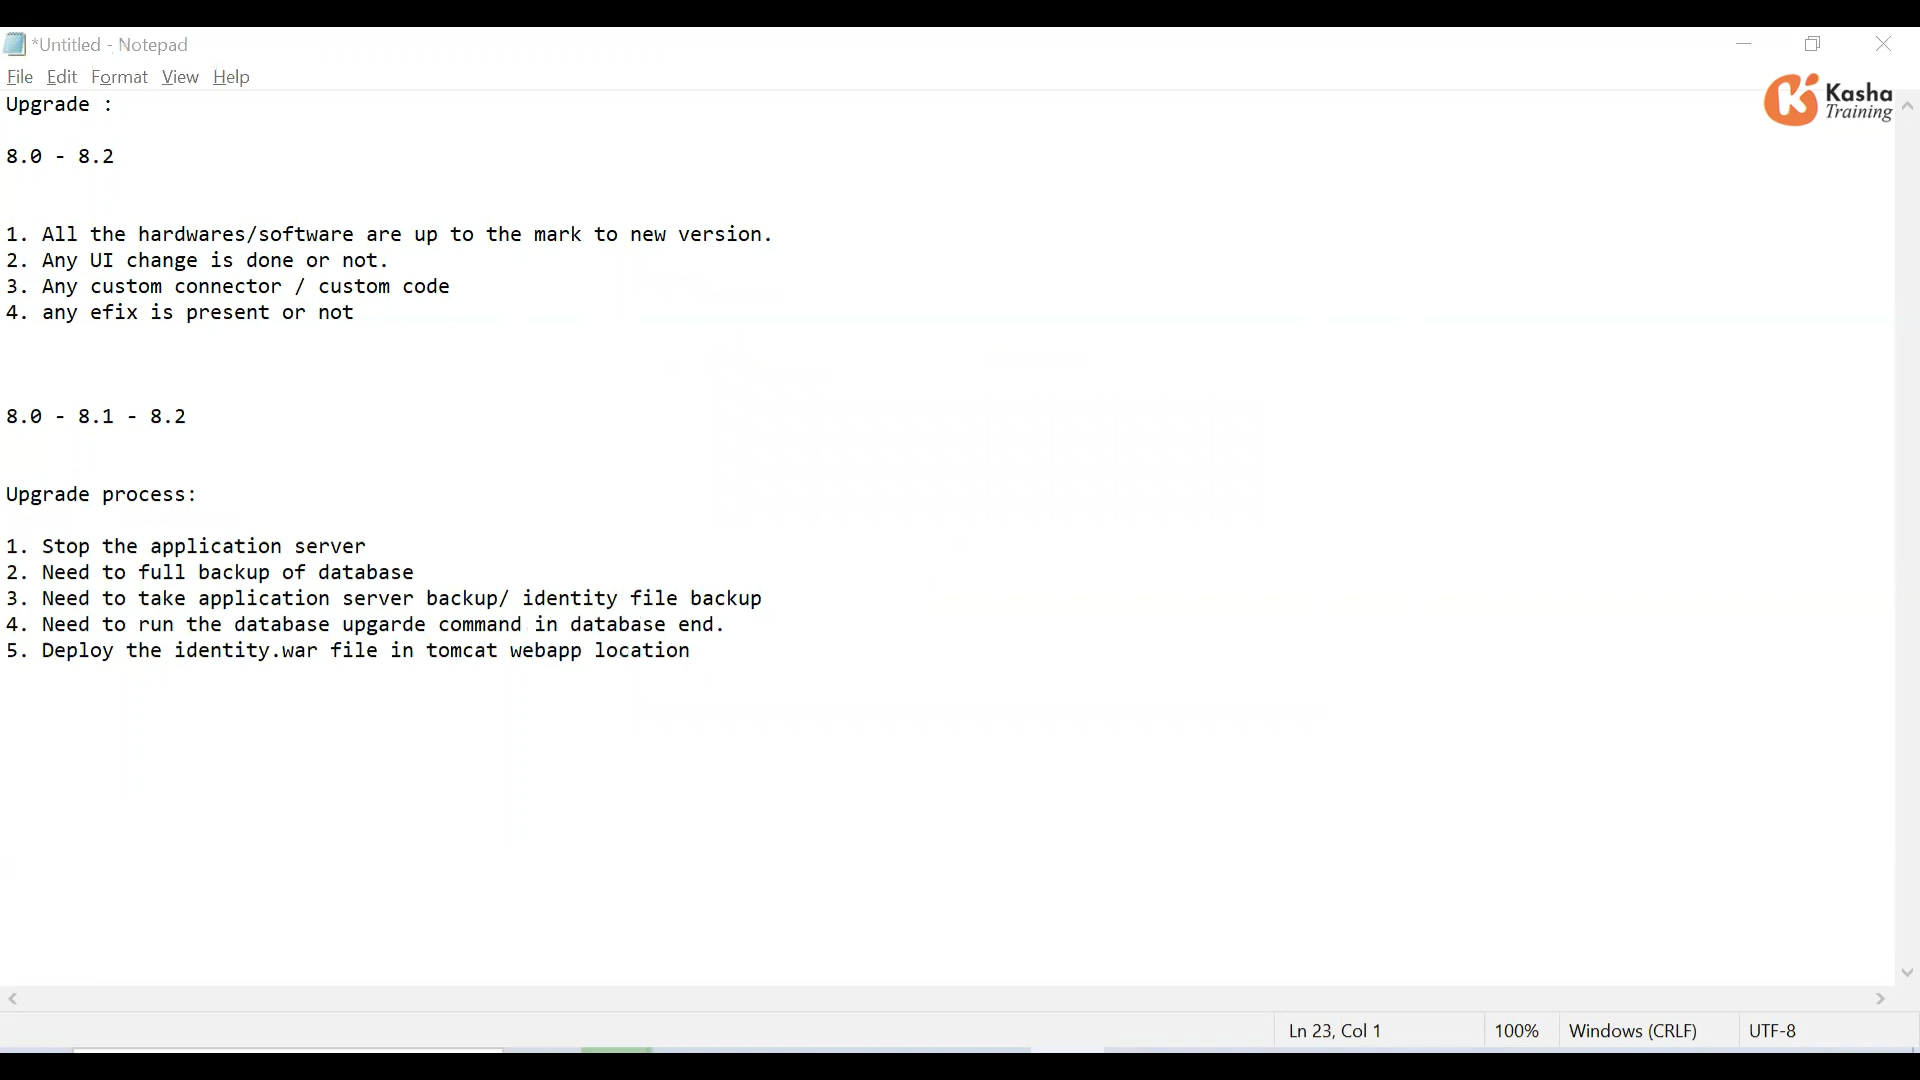 *Untitled - Notepad
File Edit Format View Help
Kasha
Training
Upgrade :
8.0 - 8.2
1. All the hardwares/software are up to the mark to new version.
2. Any UI change is done or not.
3. Any custom connector / custom code
4. any efix is present or not
8.0 - 8.1 - 8.2
Upgrade process:
1. Stop the application server
2. Need to full backup of database
3. Need to take application server backup/ identity file backup
4. Need to run the database upgarde command in database end.
5. Deploy the identity.war file in tomcat webapp location
Ln 23, Col 1 100% Windows (CRLF) UTF-8